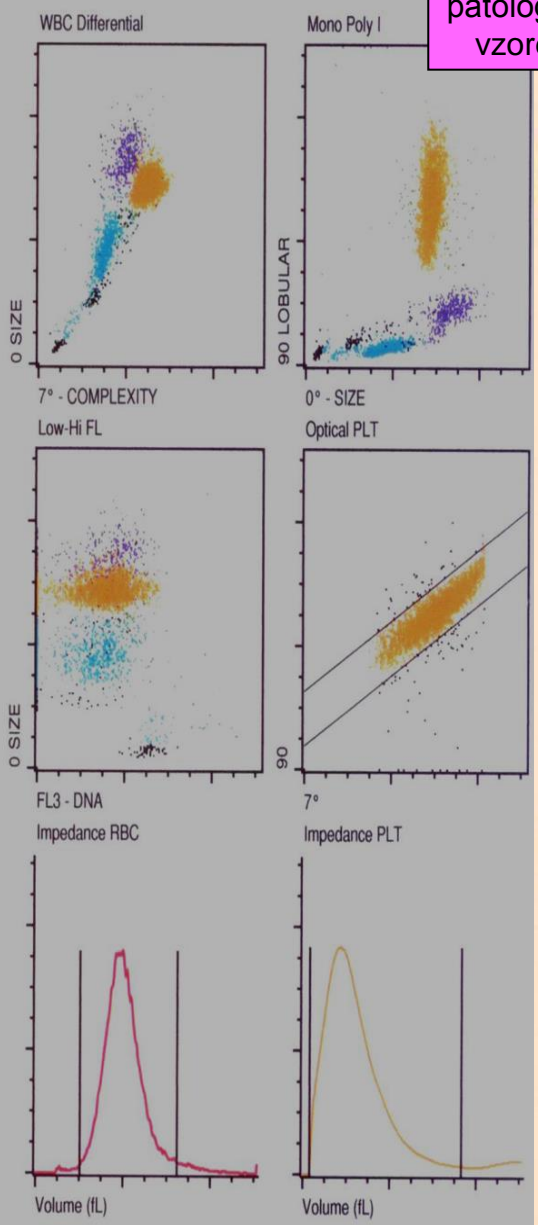 patolog
vzor
WBC Differential
Mono Poly I
0 SIZE
90 LOBULAR
7° - COMPLEXITY
0° - SIZE
Low-Hi FL
Optical PLT
0 SIZE
90
FL3 - DNA
7°
Impedance RBC
Impedance PLT
Volume (fL)
Volume (fL)